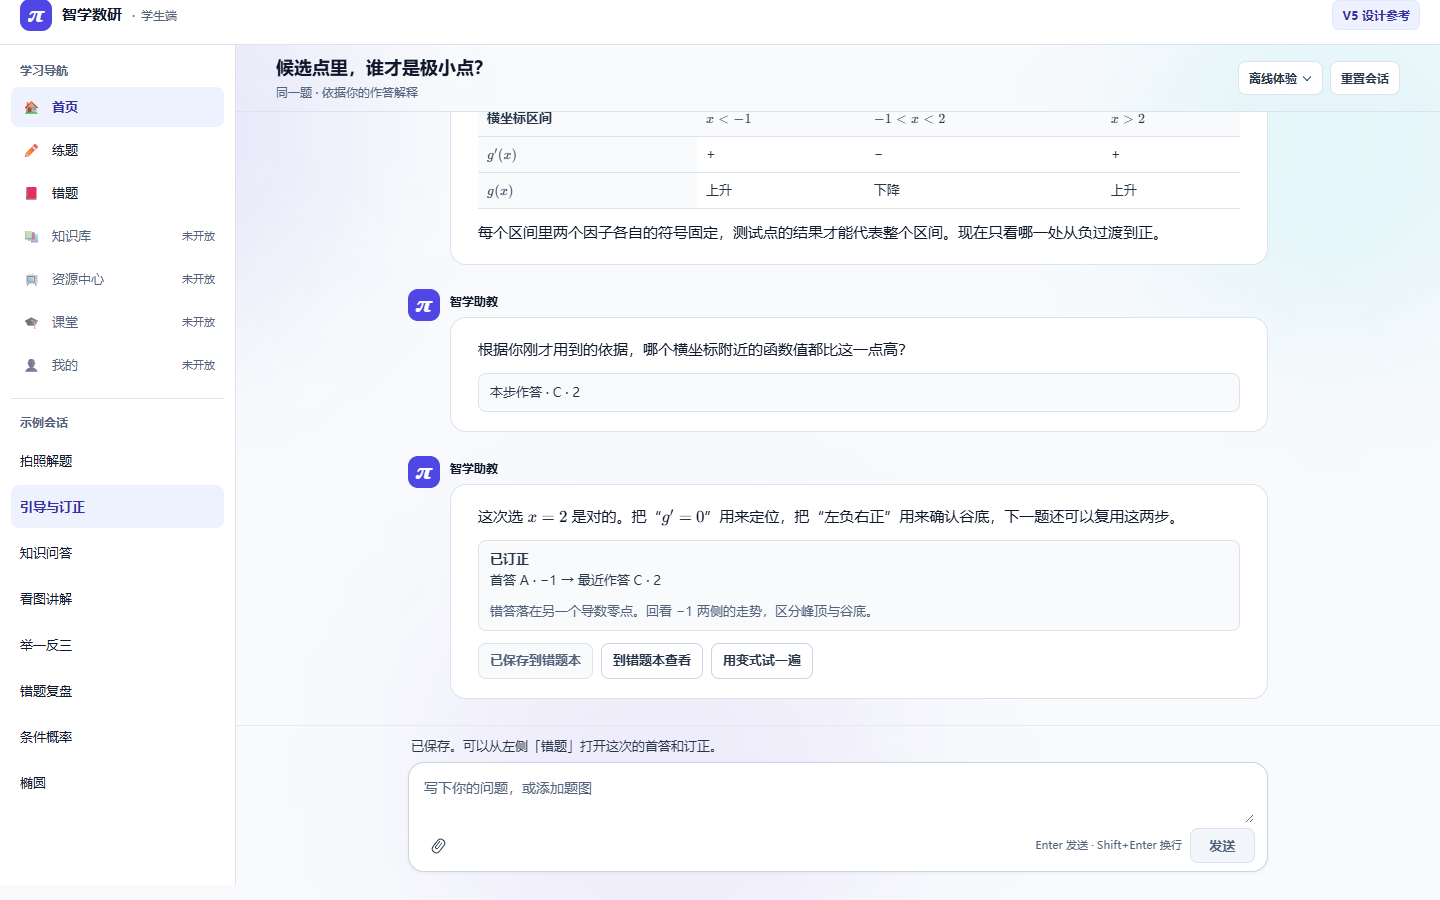 π 智学数研 · 学生端
V5 设计参考
学习导航
首页
练题
错题
知识库 未开放
资源中心 未开放
课堂 未开放
我的 未开放
示例会话
拍照解题
引导与订正
知识问答
看图讲解
举一反三
错题复盘
条件概率
椭圆
候选点里，谁才是极小点？
同一题 · 依据你的作答解释
离线体验
重置会话
横坐标区间 x < −1 −1 < x < 2 x > 2
g′(x) + − +
g(x) 上升 下降 上升
每个区间里两个因子各自的符号固定，测试点的结果才能代表整个区间。现在只看哪一处从负过渡到正。
π 智学助教
根据你刚才用到的依据，哪个横坐标附近的函数值都比这一点高？
本步作答 · C · 2
π 智学助教
这次选 x = 2 是对的。把“g′ = 0”用来定位，把“左负右正”用来确认谷底，下一题还可以复用这两步。
已订正
首答 A · −1 → 最近作答 C · 2
错答落在另一个导数零点。回看 −1 两侧的走势，区分峰顶与谷底。
已保存到错题本 到错题本查看 用变式试一遍
已保存。可以从左侧「错题」打开这次的首答和订正。
写下你的问题，或添加题图
Enter 发送 · Shift+Enter 换行 发送